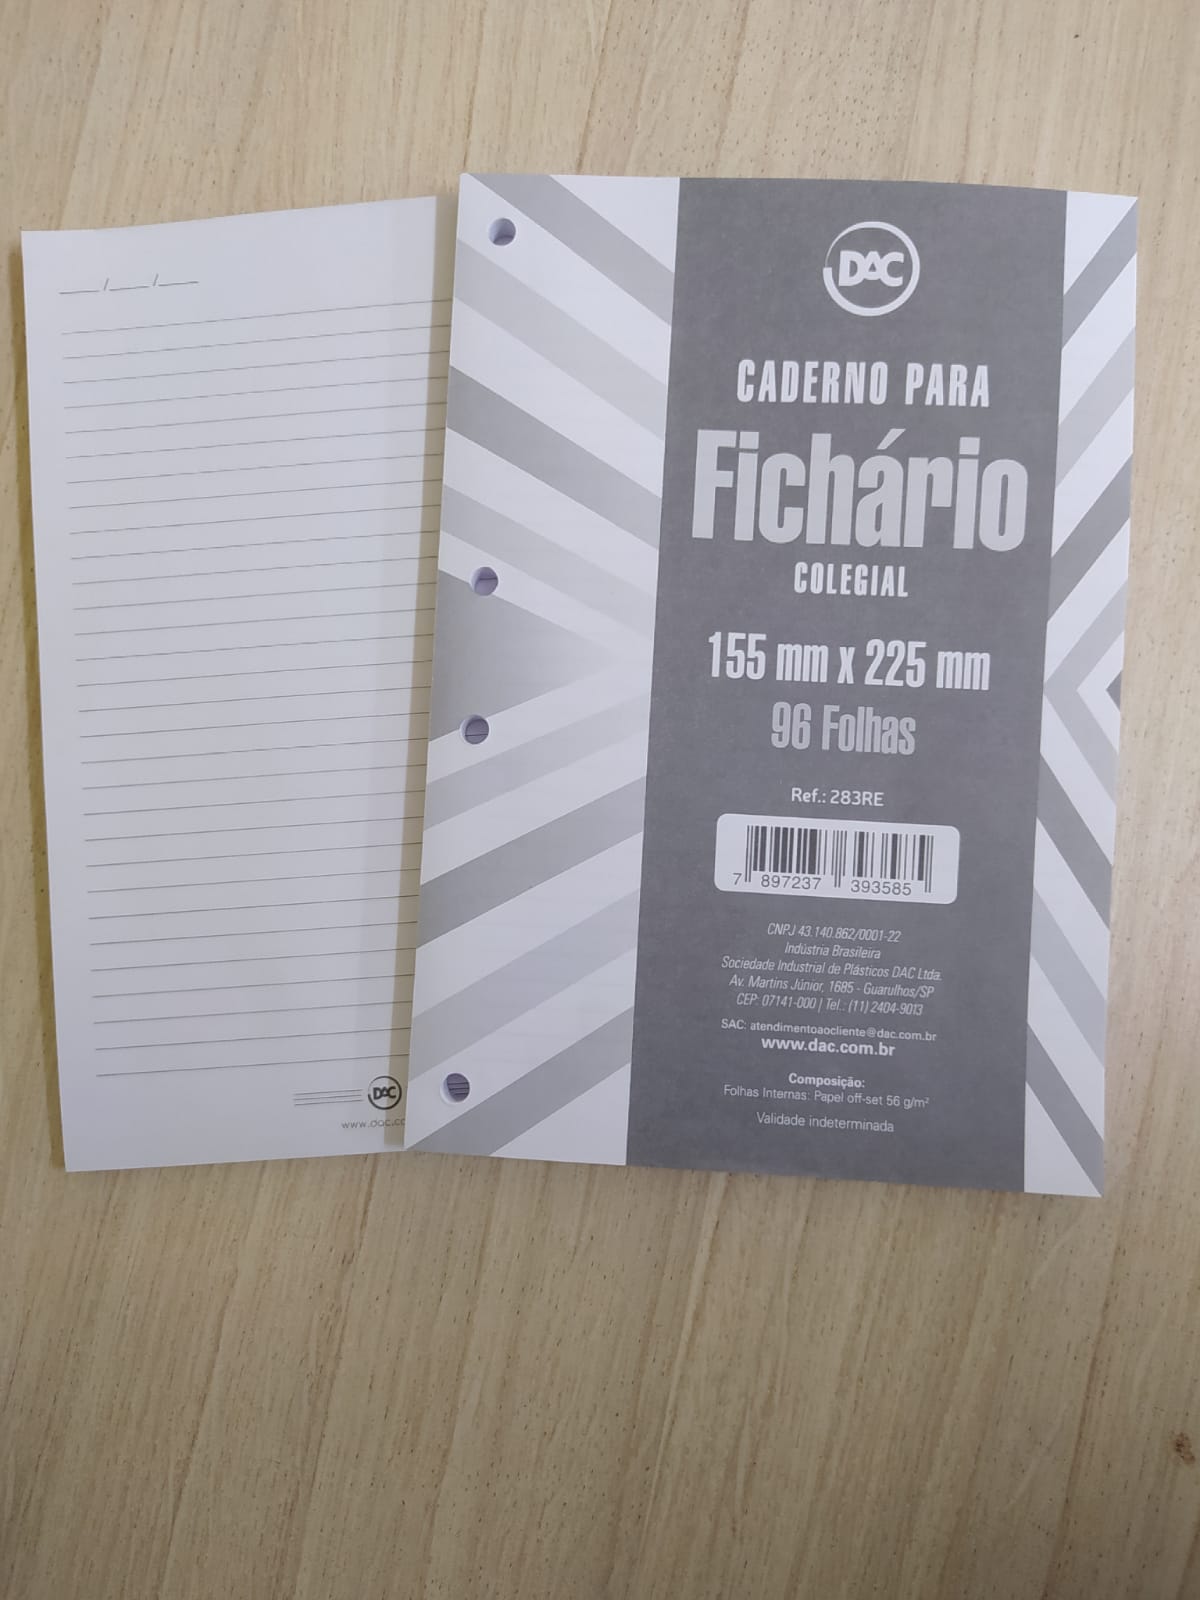 DAC
CADERNO PARA
Fichário
COLEGIAL
155 mm x 225 mm
96 Folhas
Ref.: 283RE
7 897237 393585
CNPJ 43.140.862/0001-22
Indústria Brasileira
Sociedade Industrial de Plásticos DAC Ltda.
Av. Martins Júnior, 1685 - Guarulhos/SP
CEP: 07141-000 | Tel.: (11) 2404-9013
SAC: atendimentoaocliente@dac.com.br
www.dac.com.br
Composição:
Folhas Internas: Papel off-set 56 g/m²
Validade indeterminada
/ /
DAC
www.dac.co